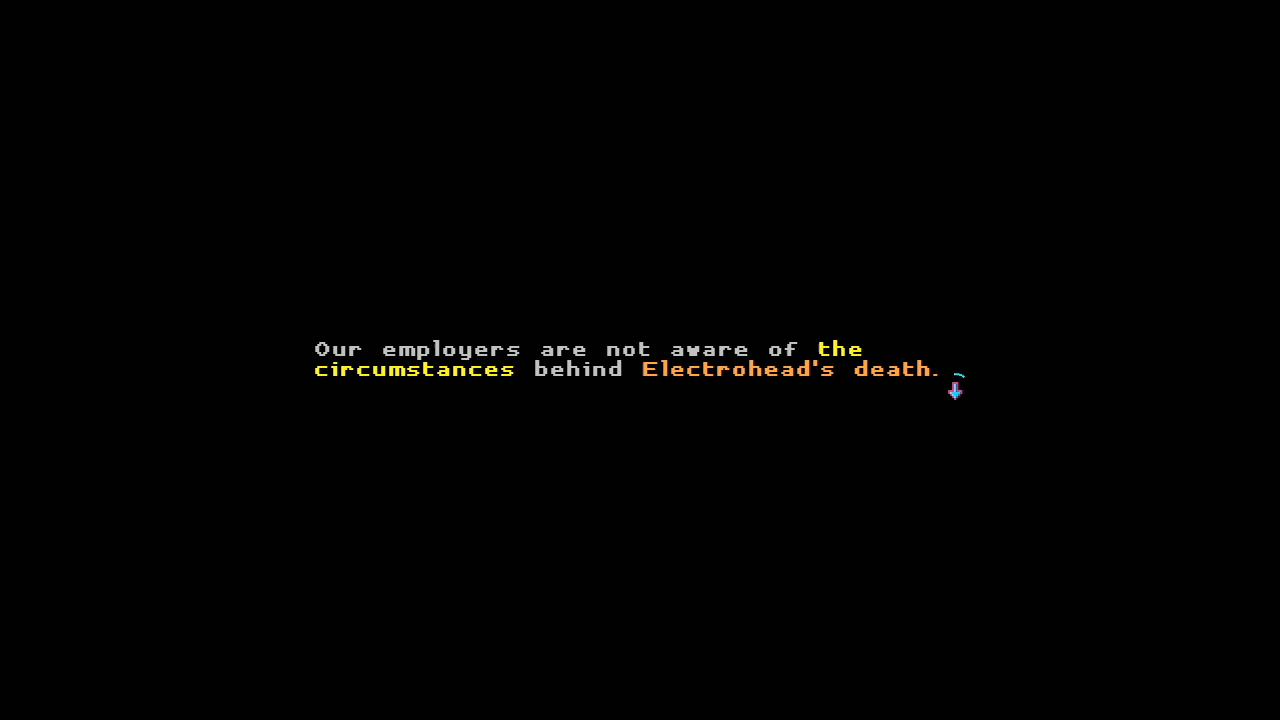 Our employers are not aware of the
circumstances behind Electrohead's death.